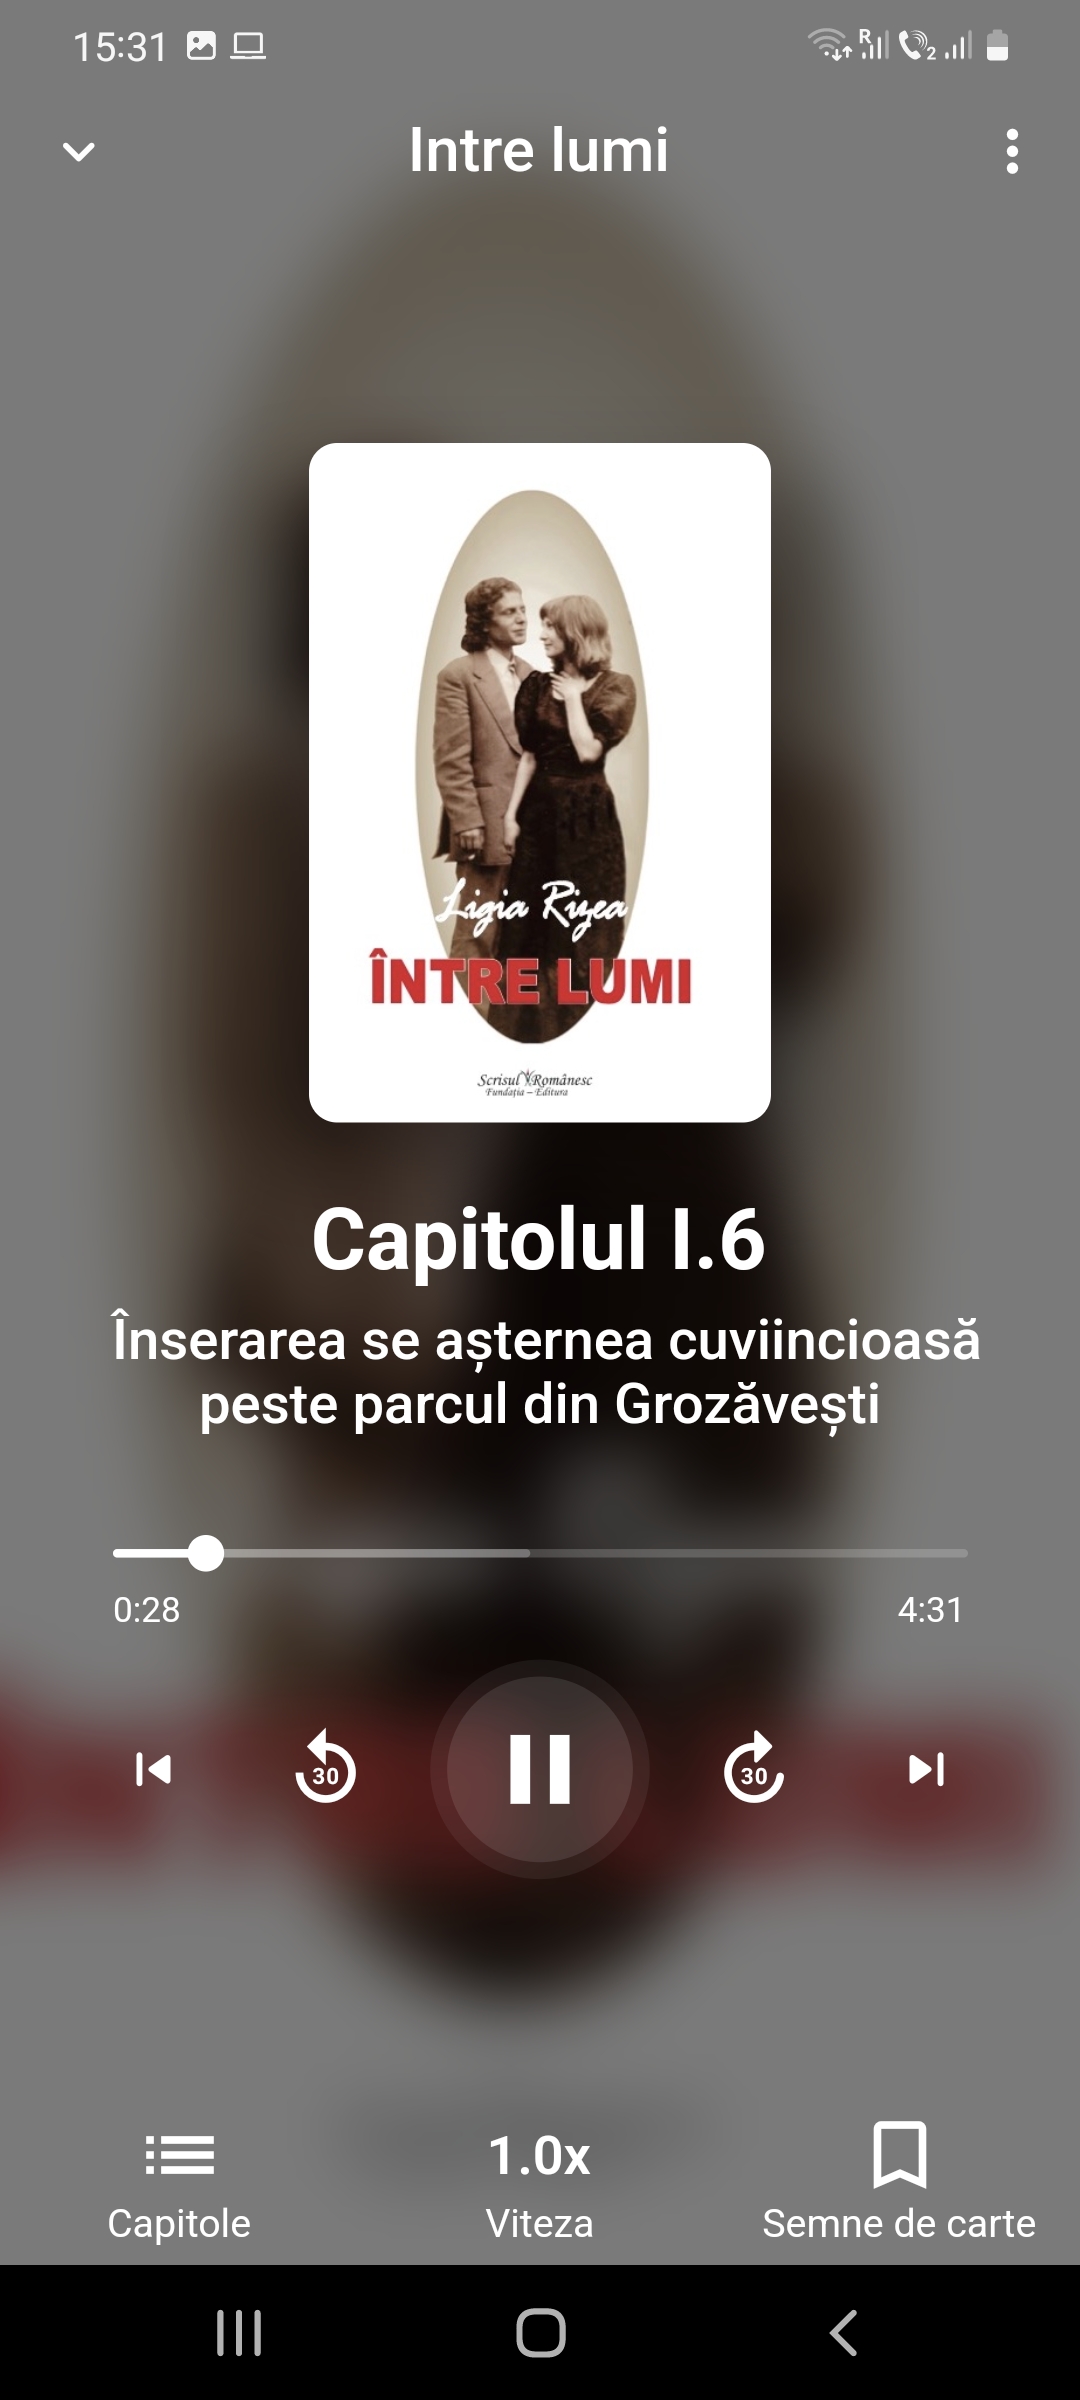 15:31
R
2
Intre lumi
Ligia Rizea
ÎNTRE LUMI
Scrisul Românesc
Fundația – Editura
Capitolul I.6
Înserarea se așternea cuviincioasă
peste parcul din Grozăvești
0:28 4:31
30 30
1.0x
Capitole Viteza Semne de carte